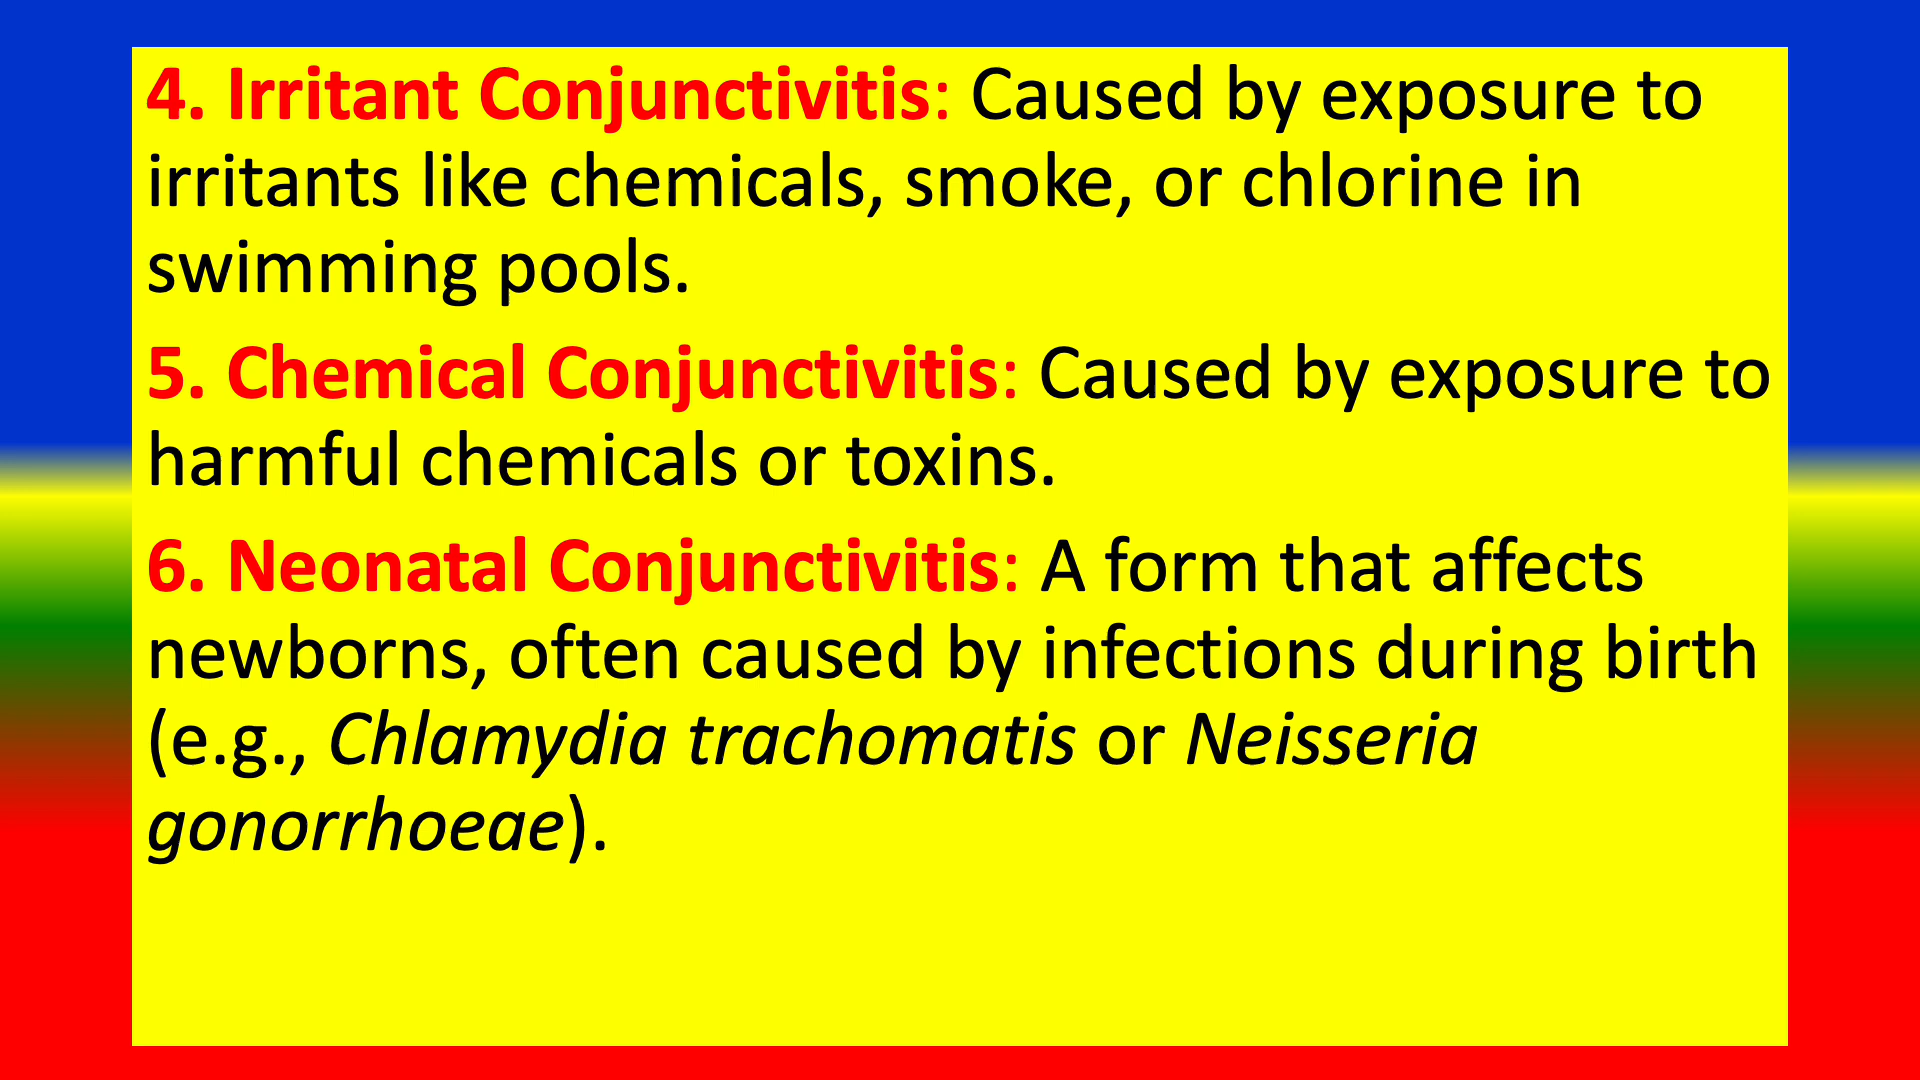 4. Irritant Conjunctivitis: Caused by exposure to
irritants like chemicals, smoke, or chlorine in
swimming pools.
5. Chemical Conjunctivitis: Caused by exposure to
harmful chemicals or toxins.
6. Neonatal Conjunctivitis: A form that affects
newborns, often caused by infections during birth
(e.g., Chlamydia trachomatis or Neisseria
gonorrhoeae).